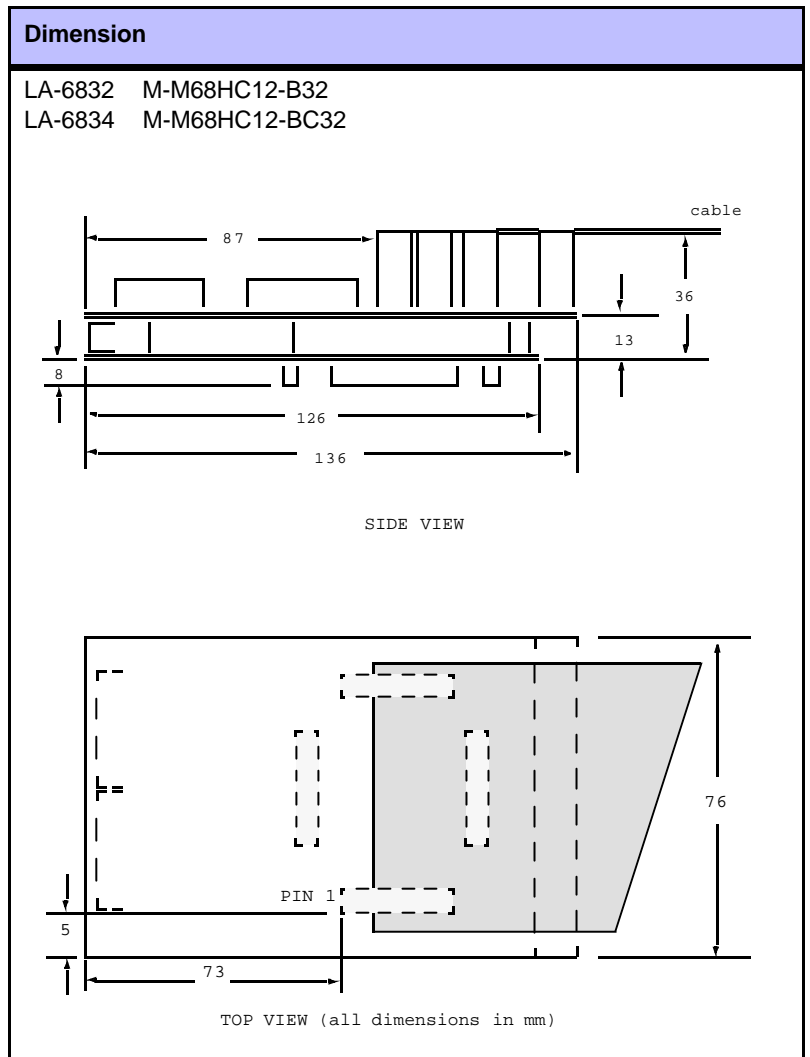 Dimension
LA-6832 M-M68HC12-B32
LA-6834 M-M68HC12-BC32
cable
87
36
13
8
126
136
SIDE VIEW
76
PIN 1
5
73
TOP VIEW (all dimensions in mm)